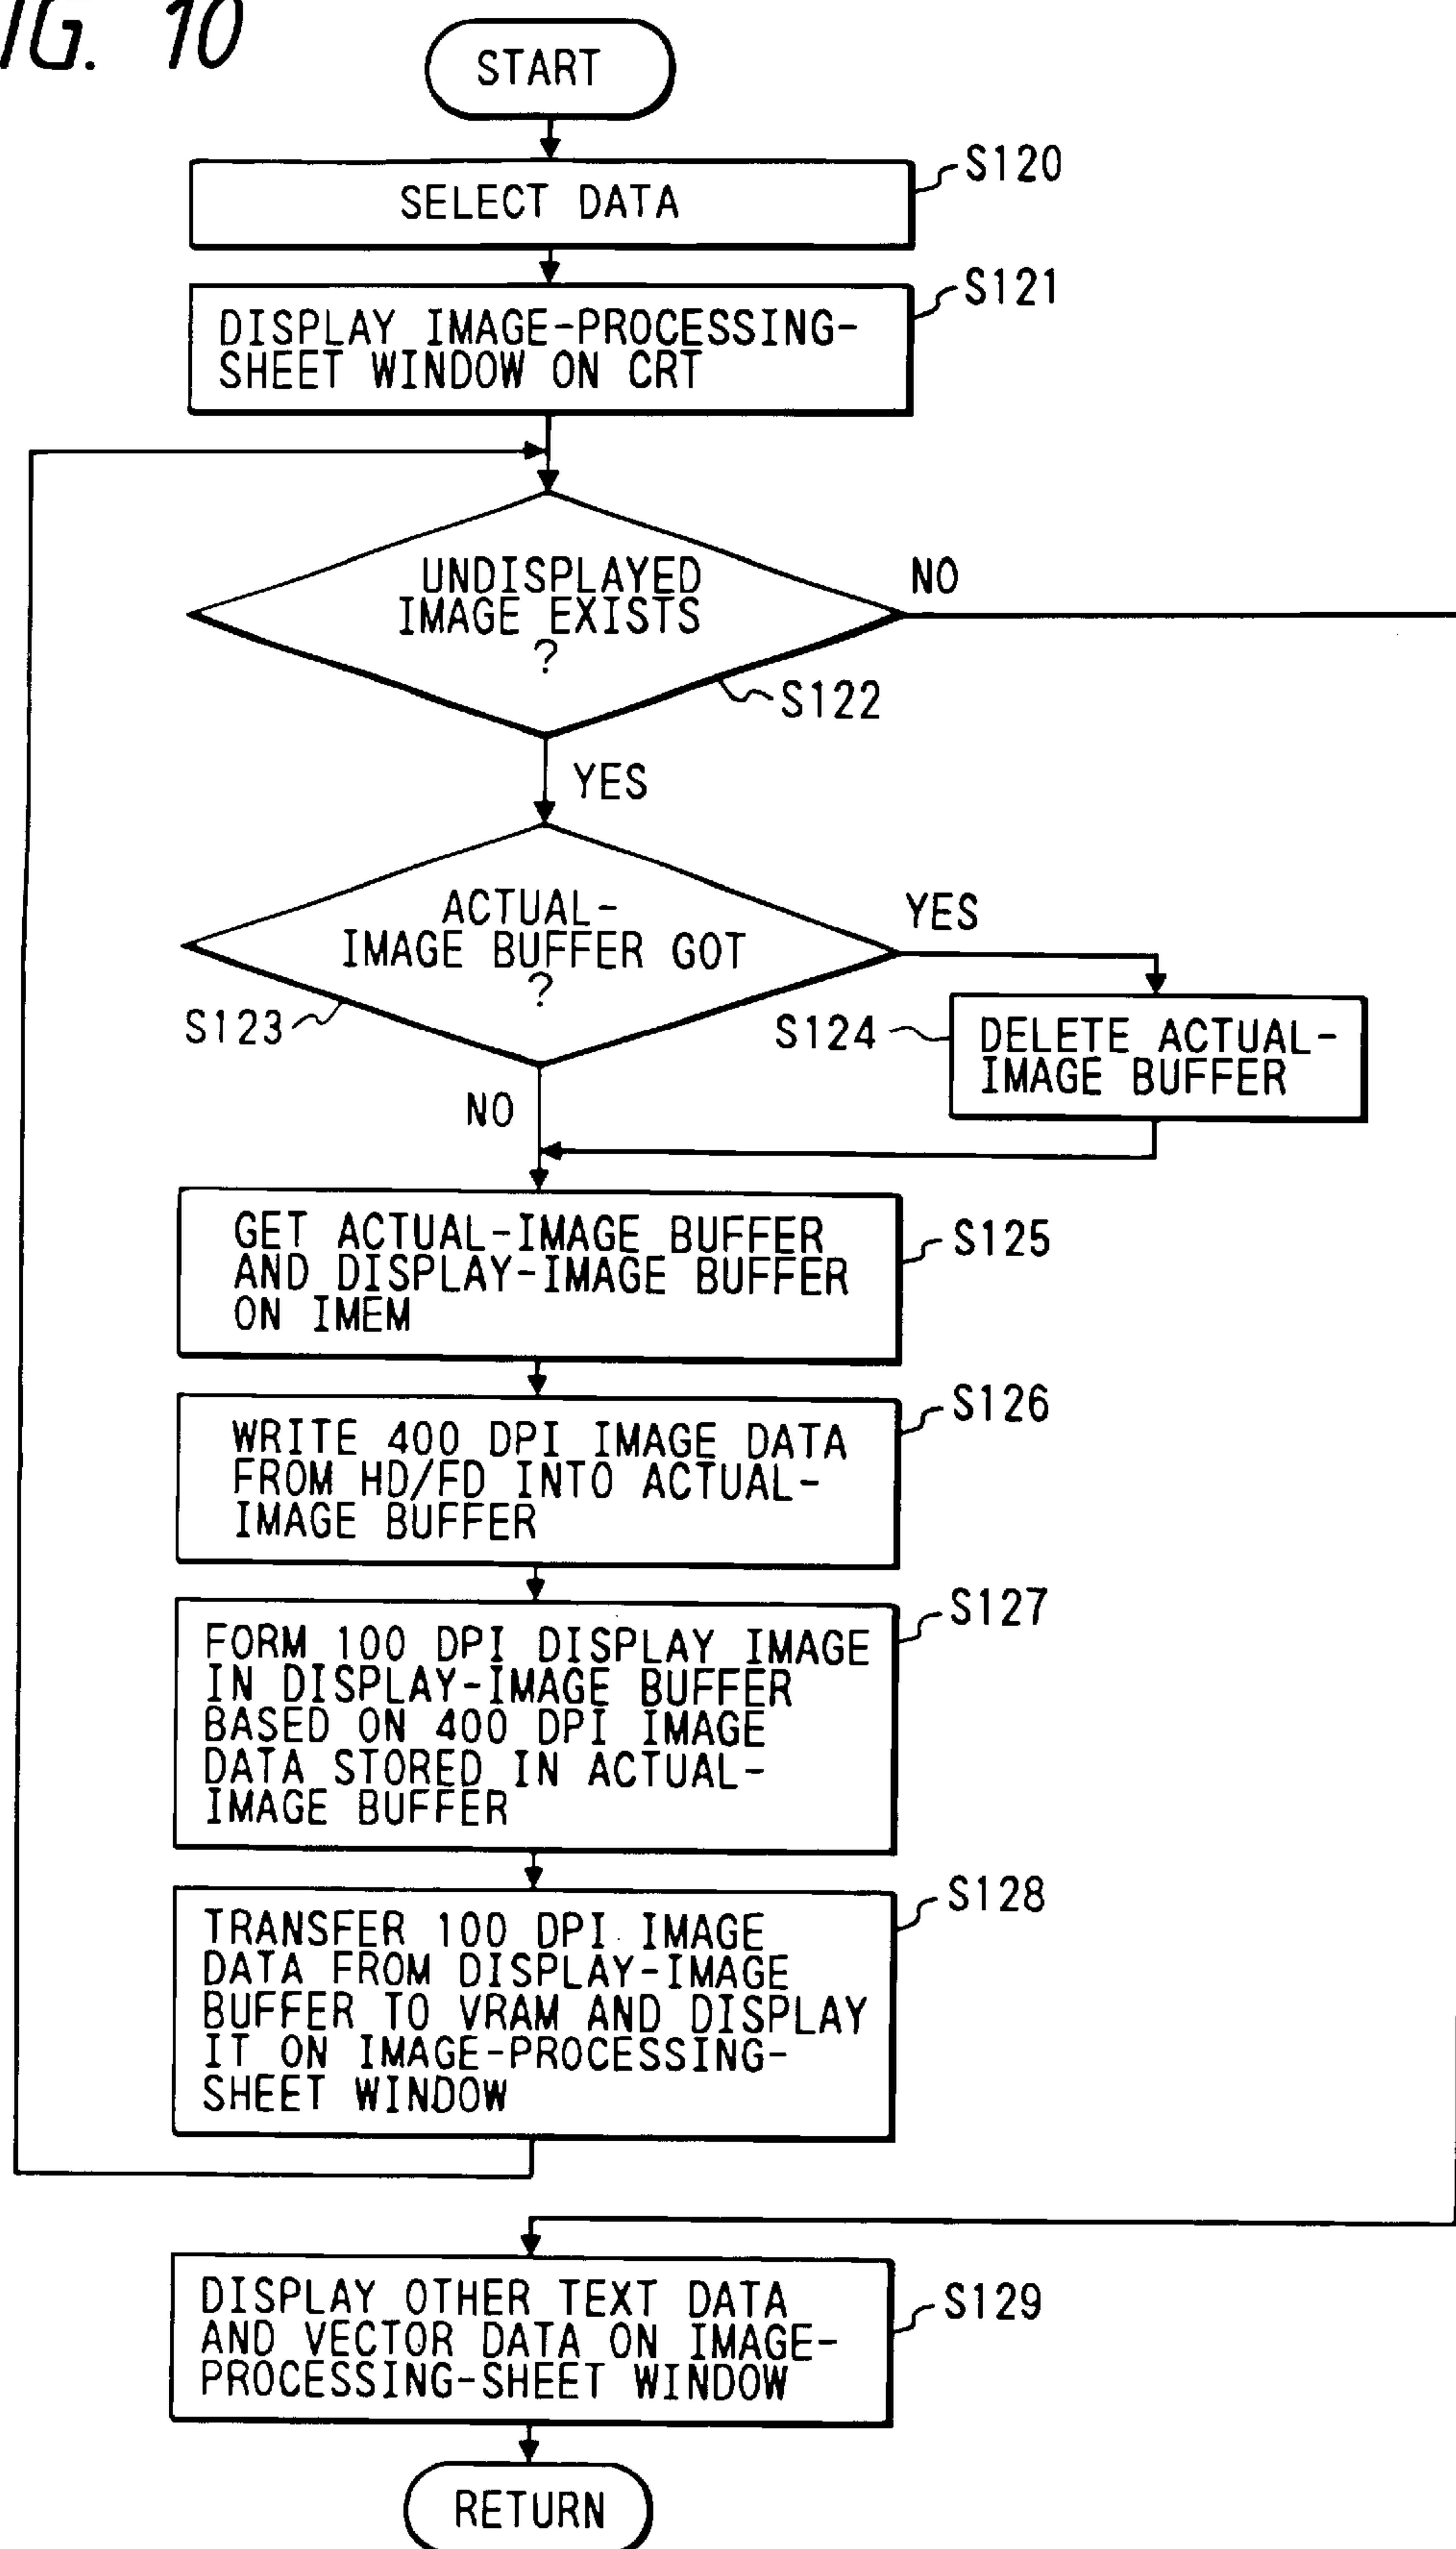 IG. 10
START
SELECT DATA
S120
DISPLAY IMAGE-PROCESSING-
SHEET WINDOW ON CRT
S121
UNDISPLAYED
IMAGE EXISTS
?
NO
S122
YES
ACTUAL-
IMAGE BUFFER GOT
?
YES
S123
S124
DELETE ACTUAL-
IMAGE BUFFER
NO
GET ACTUAL-IMAGE BUFFER
AND DISPLAY-IMAGE BUFFER
ON IMEM
S125
WRITE 400 DPI IMAGE DATA
FROM HD/FD INTO ACTUAL-
IMAGE BUFFER
S126
FORM 100 DPI DISPLAY IMAGE
IN DISPLAY-IMAGE BUFFER
BASED ON 400 DPI IMAGE
DATA STORED IN ACTUAL-
IMAGE BUFFER
S127
TRANSFER 100 DPI IMAGE
DATA FROM DISPLAY-IMAGE
BUFFER TO VRAM AND DISPLAY
IT ON IMAGE-PROCESSING-
SHEET WINDOW
S128
DISPLAY OTHER TEXT DATA
AND VECTOR DATA ON IMAGE-
PROCESSING-SHEET WINDOW
S129
RETURN